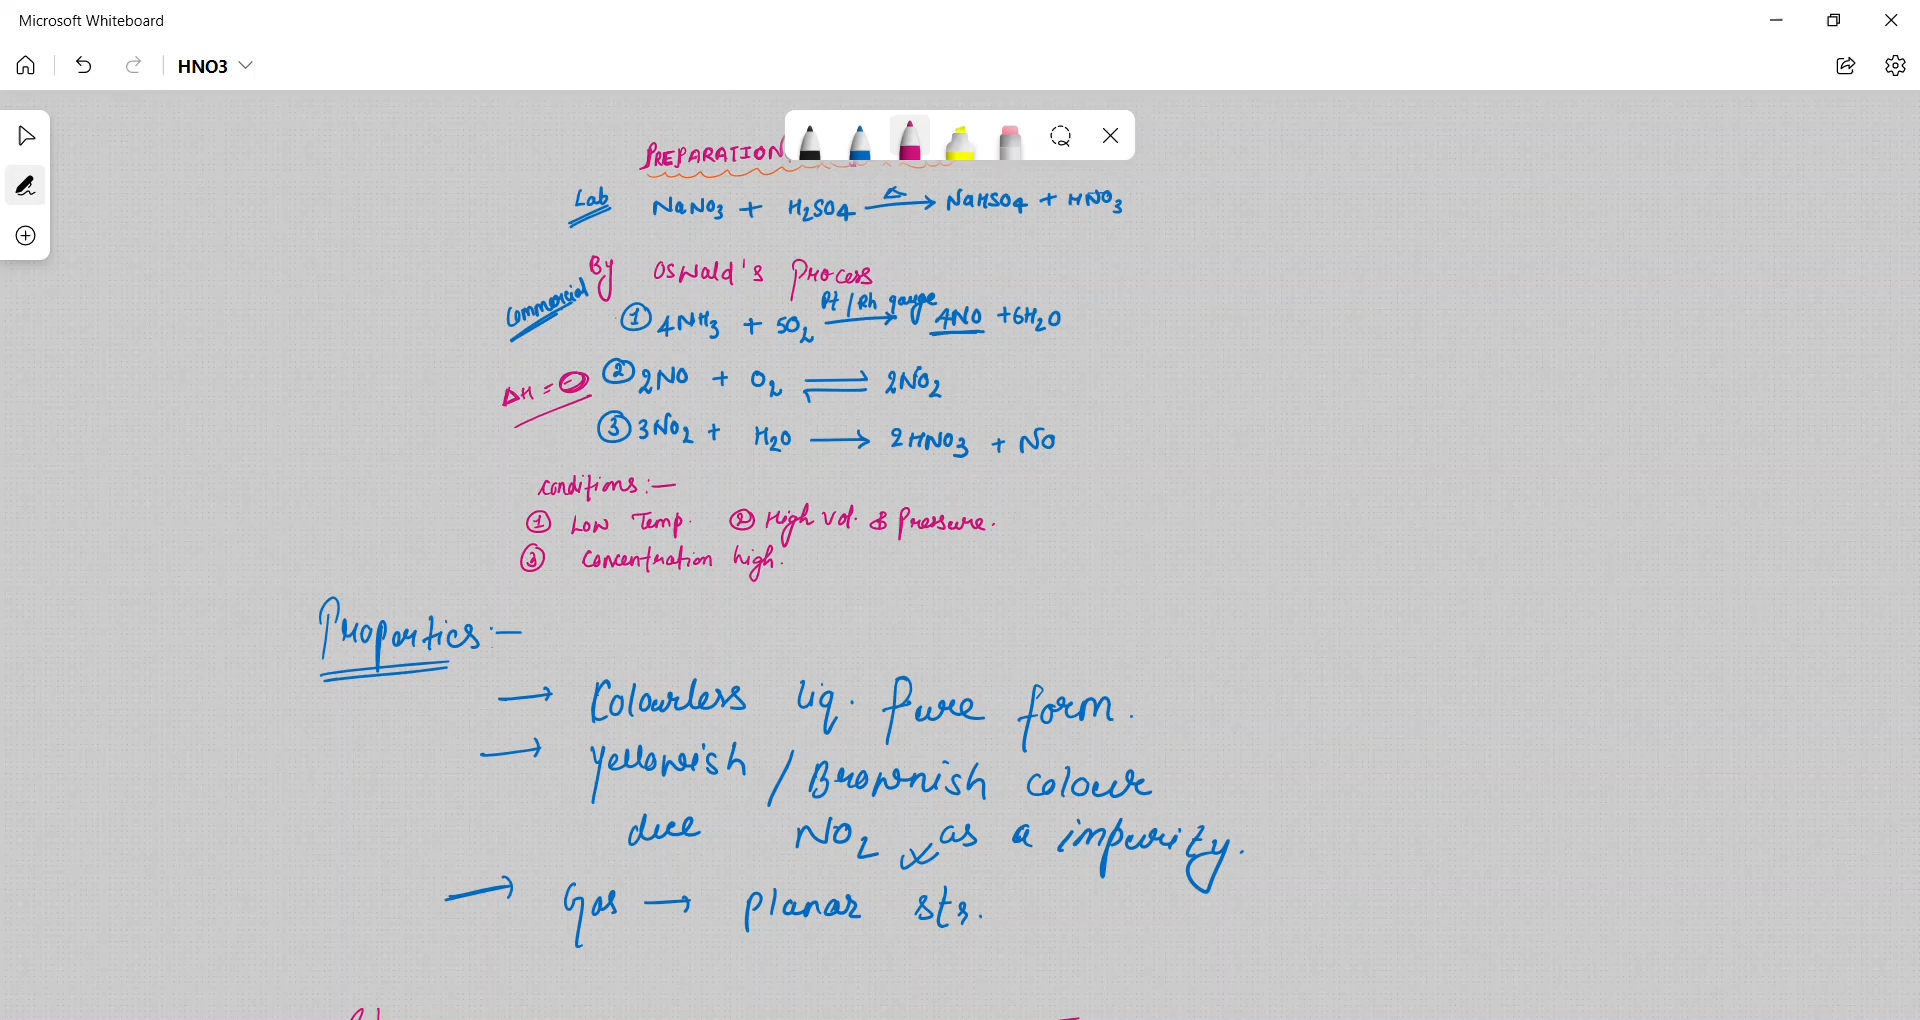 Microsoft Whiteboard
HNO3
PREPARATION
Lab NaNO3 + H2SO4 Δ→ NaHSO4 + HNO3
By Oswald's Process
Commercial
Pt / Rh gauge
① 4NH3 + 5O2 → 4NO + 6H2O
ΔH = ⊖ ② 2NO + O2 ⇌ 2NO2
③ 3NO2 + H2O → 2HNO3 + NO
Conditions :—
① Low Temp. ② High Vol. & Pressure.
③ Concentration high.
Properties :—
→ Colourless liq. Pure form.
→ Yellowish / Brownish colour
due NO2 as a impurity.
→ Gas → planar str.